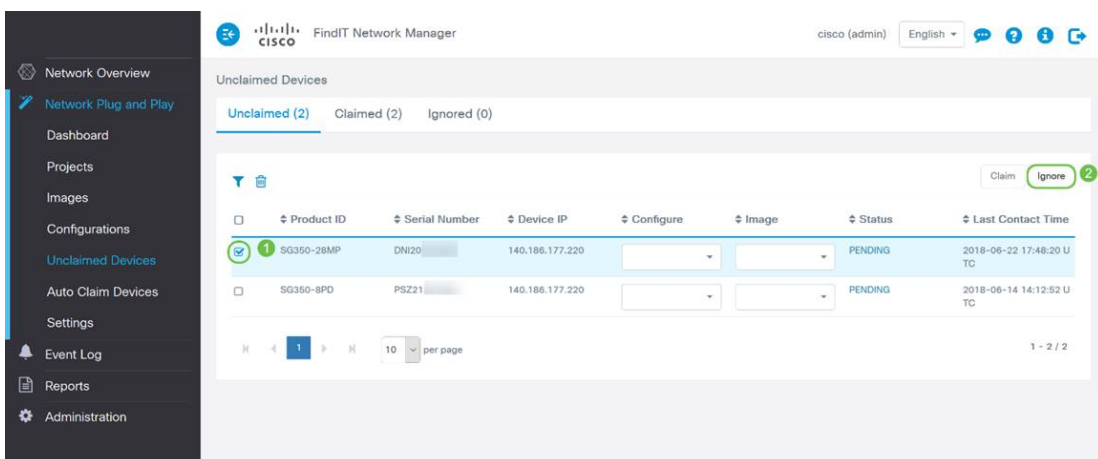 CISCO FindIT Network Manager cisco (admin) English
Network Overview
Unclaimed Devices
Network Plug and Play
Unclaimed (2) Claimed (2) Ignored (0)
Dashboard
Projects
Claim Ignore 2
Images
Product ID Serial Number Device IP Configure Image Status Last Contact Time
Configurations
1 SG350-28MP DNI20 140.186.177.220 PENDING 2018-06-22 17:48:20 U
TC
Unclaimed Devices
Auto Claim Devices
SG350-8PD PSZ21 140.186.177.220 PENDING 2018-06-14 14:12:52 U
TC
Settings
Event Log
1 10 per page 1 - 2 / 2
Reports
Administration